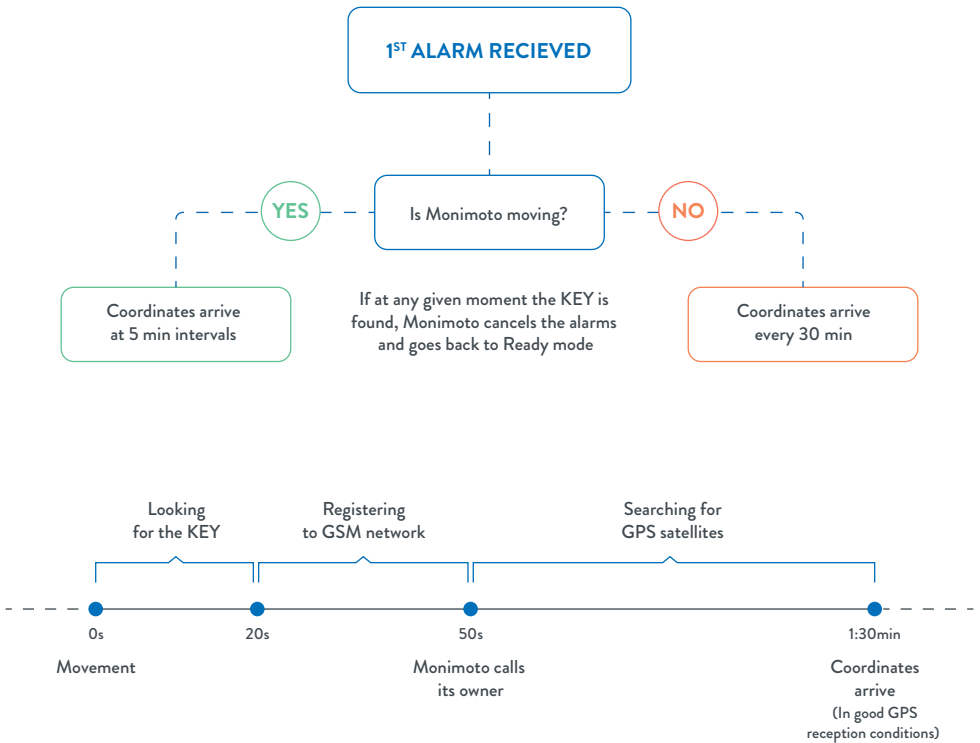 1ST ALARM RECIEVED
YES
Is Monimoto moving?
NO
Coordinates arrive
at 5 min intervals
If at any given moment the KEY is
found, Monimoto cancels the alarms
and goes back to Ready mode
Coordinates arrive
every 30 min
Looking
for the KEY
Registering
to GSM network
Searching for
GPS satellites
0s
20s
50s
1:30min
Movement
Monimoto calls
its owner
Coordinates
arrive
(In good GPS
reception conditions)